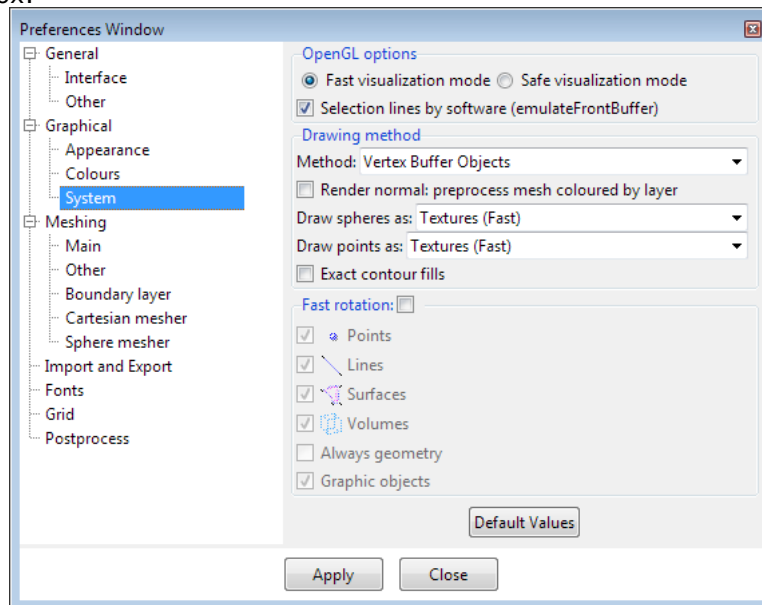 ox.
Preferences Window
General
Interface
Other
Graphical
Appearance
Colours
System
Meshing
Main
Other
Boundary layer
Cartesian mesher
Sphere mesher
Import and Export
Fonts
Grid
Postprocess
OpenGL options
Fast visualization mode Safe visualization mode
Selection lines by software (emulateFrontBuffer)
Drawing method
Method: Vertex Buffer Objects
Render normal: preprocess mesh coloured by layer
Draw spheres as: Textures (Fast)
Draw points as: Textures (Fast)
Exact contour fills
Fast rotation:
Points
Lines
Surfaces
Volumes
Always geometry
Graphic objects
Default Values
Apply Close